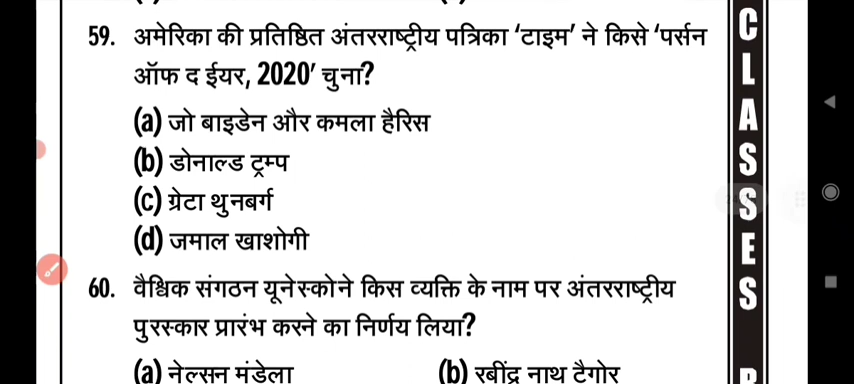 59. अमेरिका की प्रतिष्ठित अंतरराष्ट्रीय पत्रिका 'टाइम' ने किसे 'पर्सन
ऑफ द ईयर, 2020' चुना?
(a) जो बाइडेन और कमला हैरिस
(b) डोनाल्ड ट्रम्प
(c) ग्रेटा थुनबर्ग
(d) जमाल खाशोगी
60. वैश्विक संगठन यूनेस्कोने किस व्यक्ति के नाम पर अंतरराष्ट्रीय
पुरस्कार प्रारंभ करने का निर्णय लिया?
(a) नेल्सन मंडेला (b) रबींद्र नाथ टैगोर
CLASSES